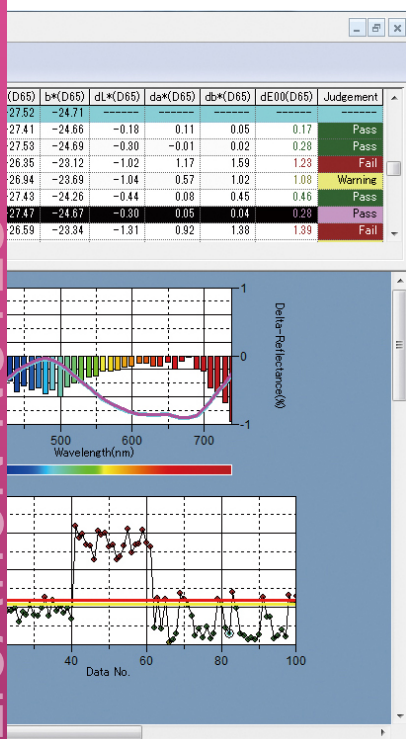 (D65) b*(D65) dL*(D65) da*(D65) db*(D65) dE00(D65) Judgement
-27.52 -24.71 ------ ------ ------ ------ ------
-27.41 -24.66 -0.18 0.11 0.05 0.17 Pass
-27.53 -24.69 -0.30 -0.01 0.02 0.28 Pass
-26.35 -23.12 -1.02 1.17 1.59 1.23 Fail
-26.94 -23.69 -1.04 0.57 1.02 1.08 Warning
-27.43 -24.26 -0.44 0.08 0.45 0.46 Pass
-27.47 -24.67 -0.30 0.05 0.04 0.28 Pass
-26.59 -23.34 -1.31 0.92 1.38 1.39 Fail
1
0
-1
Delta-Reflectance(%)
500 600 700
Wavelength(nm)
40 60 80 100
Data No.